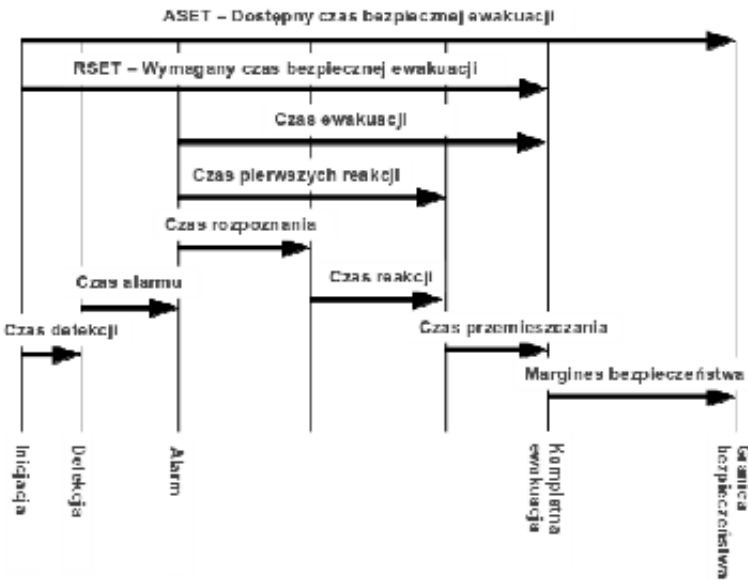 ASET – Dostępny czas bezpiecznej ewakuacji
RSET – Wymagany czas bezpiecznej ewakuacji
Czas ewakuacji
Czas pierwszych reakcji
Czas rozpoznania
Czas reakcji
Czas alarmu
Czas detekcji
Czas przemieszczania
Margines bezpieczeństwa
Inicjacja
Detekcja
Alarm
Kompletna
ewakuacja
Granica
bezpieczeństwa